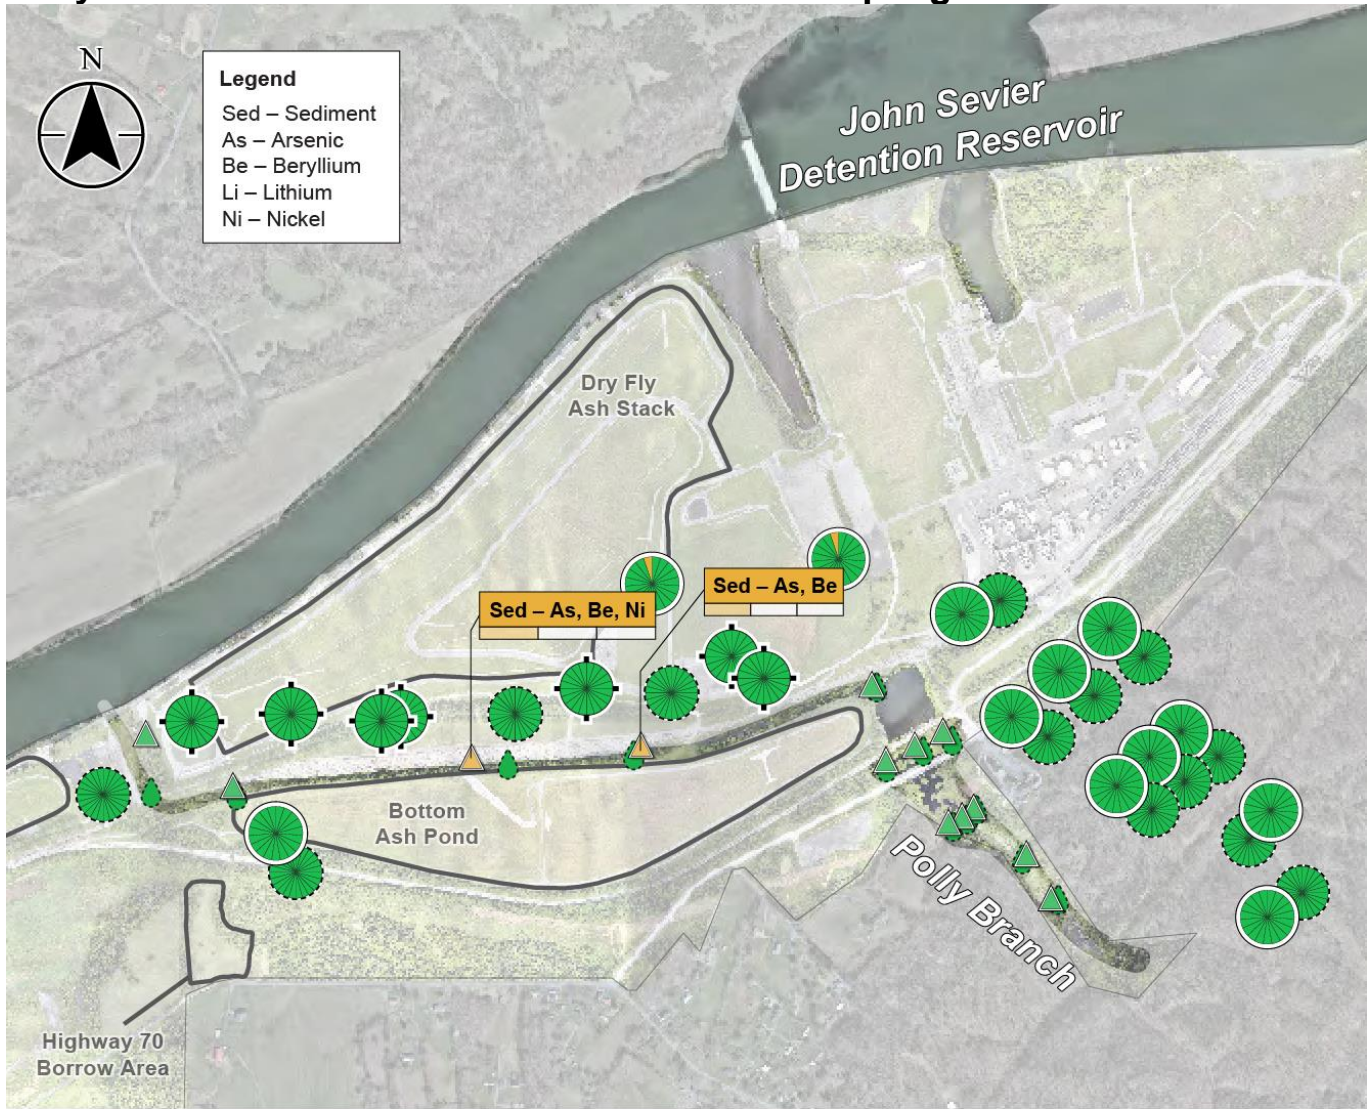 N
Legend
Sed – Sediment
As – Arsenic
Be – Beryllium
Li – Lithium
Ni – Nickel
John Sevier
Detention Reservoir
Dry Fly
Ash Stack
Sed – As, Be
Sed – As, Be, Ni
Bottom
Ash Pond
Polly Branch
Highway 70
Borrow Area